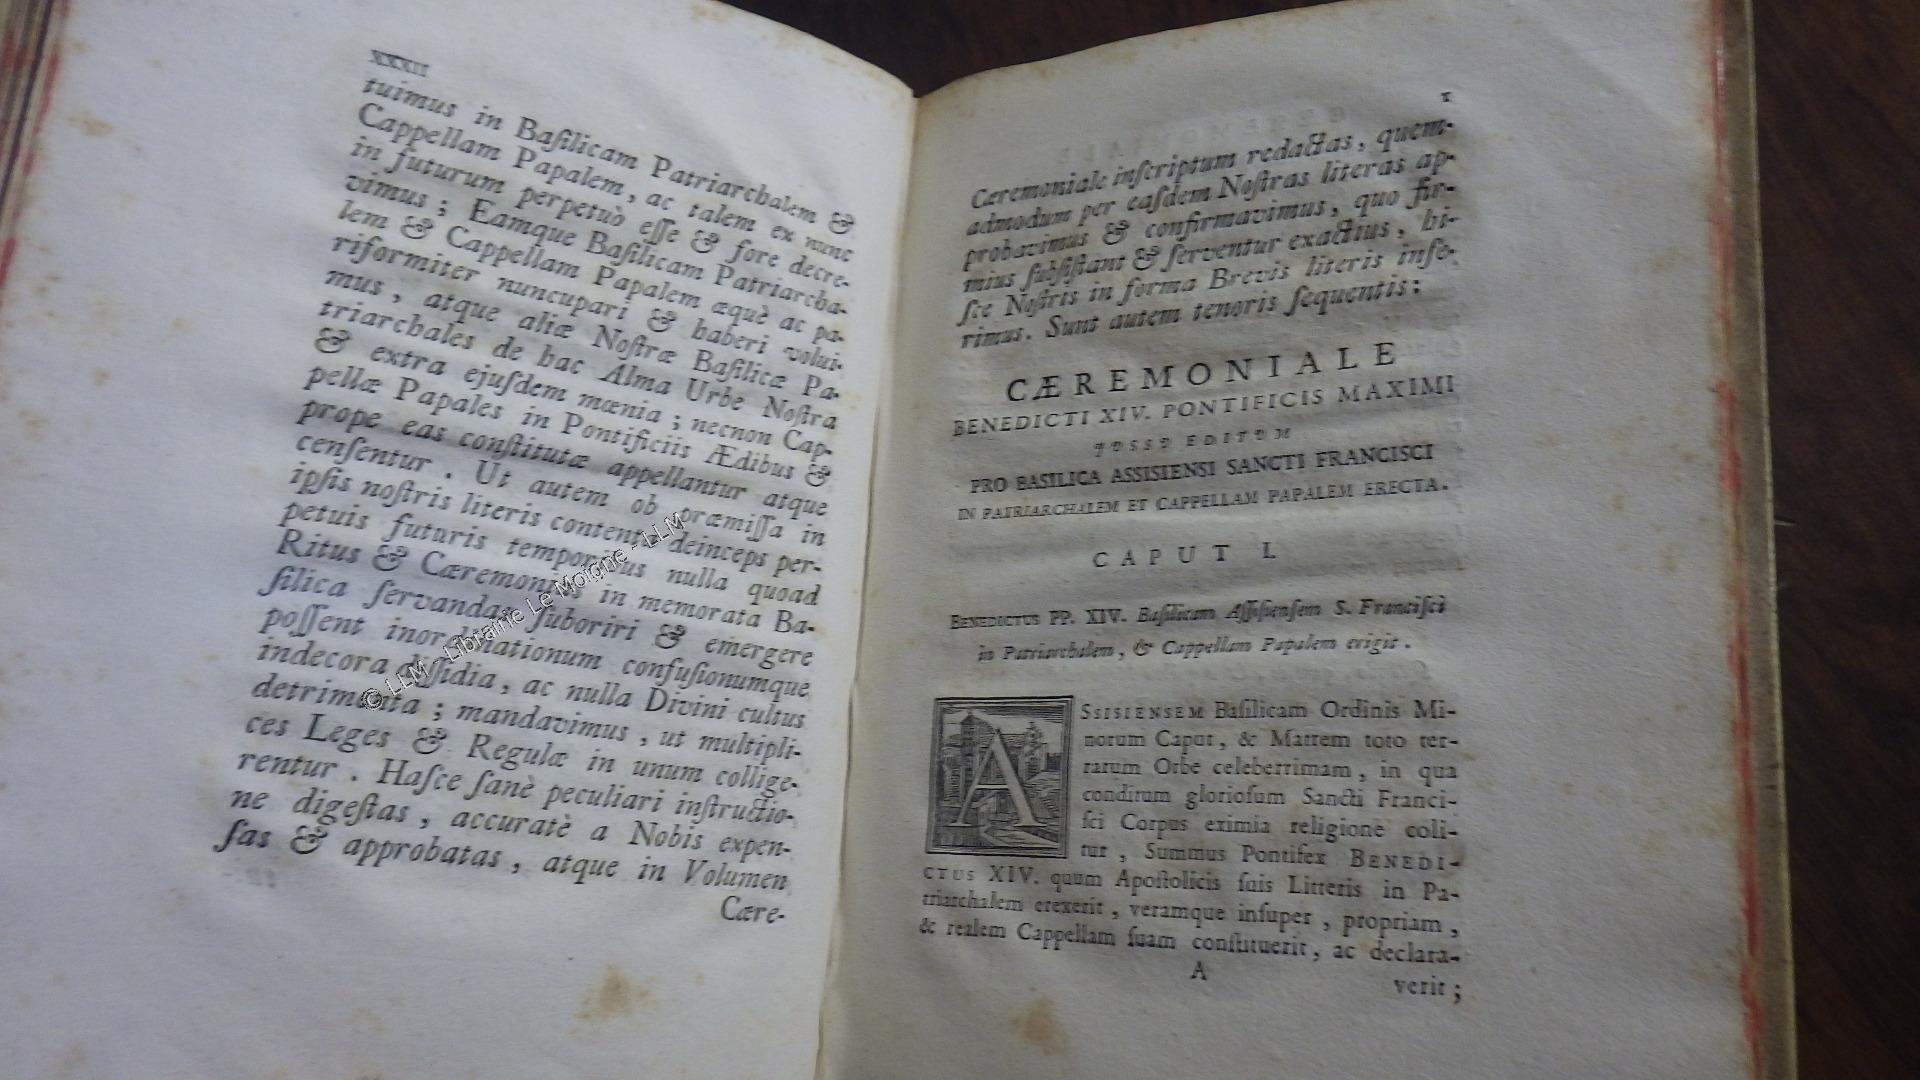 XXXII
tuimus in Baſilicam Patriarchalem &
Cappellam Papalem, ac talem ex nunc
in futurum perpetuò eſſe & fore decre-
vimus ; Eamque Baſilicam Patriarcha-
lem & Cappellam Papalem æquè ac pa-
riformiter nuncupari & haberi volui-
mus, atque aliæ Noſtræ Baſilicæ Pa-
triarchales de hac Alma Urbe Noſtra
& extra ejuſdem mœnia ; necnon Cap-
pellæ Papales in Pontificiis Ædibus &
prope eas conſtitutæ appellantur atque
cenſentur. Ut autem ob præmiſſa in
ipſis noſtris literis contenta deinceps per-
petuis futuris temporibus nulla quoad
Ritus & Cæremonias in memorata Ba-
ſilica ſervandas ſuboriri & emergere
poſſent inordinationum confuſionumque
indecora diſſidia, ac nulla Divini cultus
detrimenta ; mandavimus, ut multipli-
ces Leges & Regulæ in unum collige-
rentur. Haſce ſanè peculiari inſtructio-
ne digeſtas, accuratè a Nobis expen-
ſas & approbatas, atque in Volumen
Cære-
1
Cæremoniale inſcriptum redactas, quem-
admodum per eaſdem Noſtras literas ap-
probavimus & confirmavimus, quo fir-
mius ſubſiſtant & ſerventur exactius, hi-
ſce Noſtris in forma Brevis literis inſe-
rimus. Sunt autem tenoris ſequentis:
CÆREMONIALE
BENEDICTI XIV. PONTIFICIS MAXIMI
JUSSU EDITUM
PRO BASILICA ASSISIENSI SANCTI FRANCISCI
IN PATRIARCHALEM ET CAPPELLAM PAPALEM ERECTA.
CAPUT I.
BENEDICTUS PP. XIV. Baſilicam Aſſiſienſem S. Franciſci
in Patriarchalem, & Cappellam Papalem erigit.
ASSISIENSEM Baſilicam Ordinis Mi-
norum Caput, & Matrem toto ter-
rarum Orbe celeberrimam, in qua
conditum glorioſum Sancti Franci-
ſci Corpus eximia religione coli-
tur, Summus Pontifex BENEDI-
CTUS XIV. quum Apoſtolicis ſuis Litteris in Pa-
triarchalem erexerit, veramque inſuper, propriam,
& realem Cappellam ſuam conſtituerit, ac declara-
A
verit ;
© LLM - Librairie Le Moigne - LLM